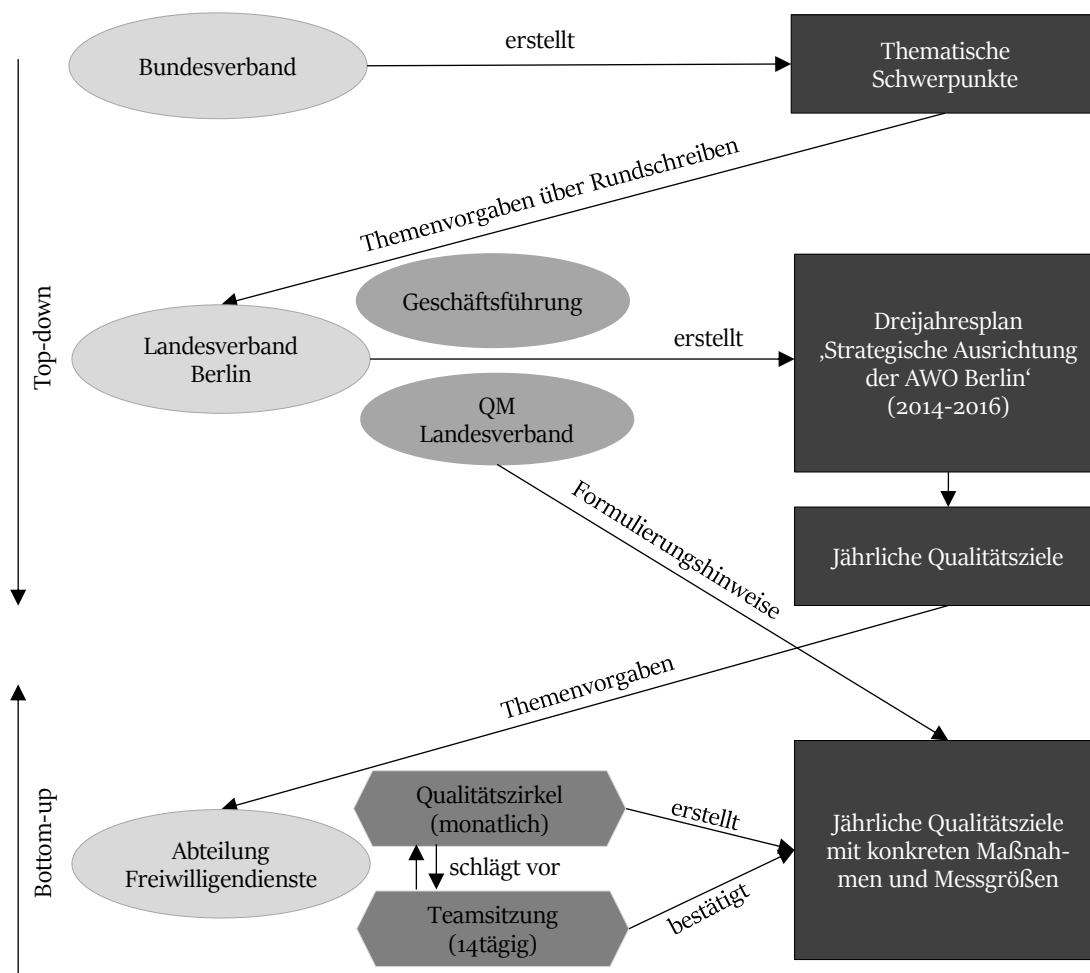 Bundesverband
erstellt
Thematische
Schwerpunkte
Themenvorgaben über Rundschreiben
Top-down
Geschäftsführung
Landesverband
Berlin
erstellt
Dreijahresplan
‚Strategische Ausrichtung
der AWO Berlin‘
(2014-2016)
QM
Landesverband
Formulierungshinweise
Jährliche Qualitätsziele
Themenvorgaben
Bottom-up
Qualitätszirkel
(monatlich)
erstellt
Abteilung
Freiwilligendienste
schlägt vor
Jährliche Qualitätsziele
mit konkreten Maßnah-
men und Messgrößen
Teamsitzung
(14tägig)
bestätigt